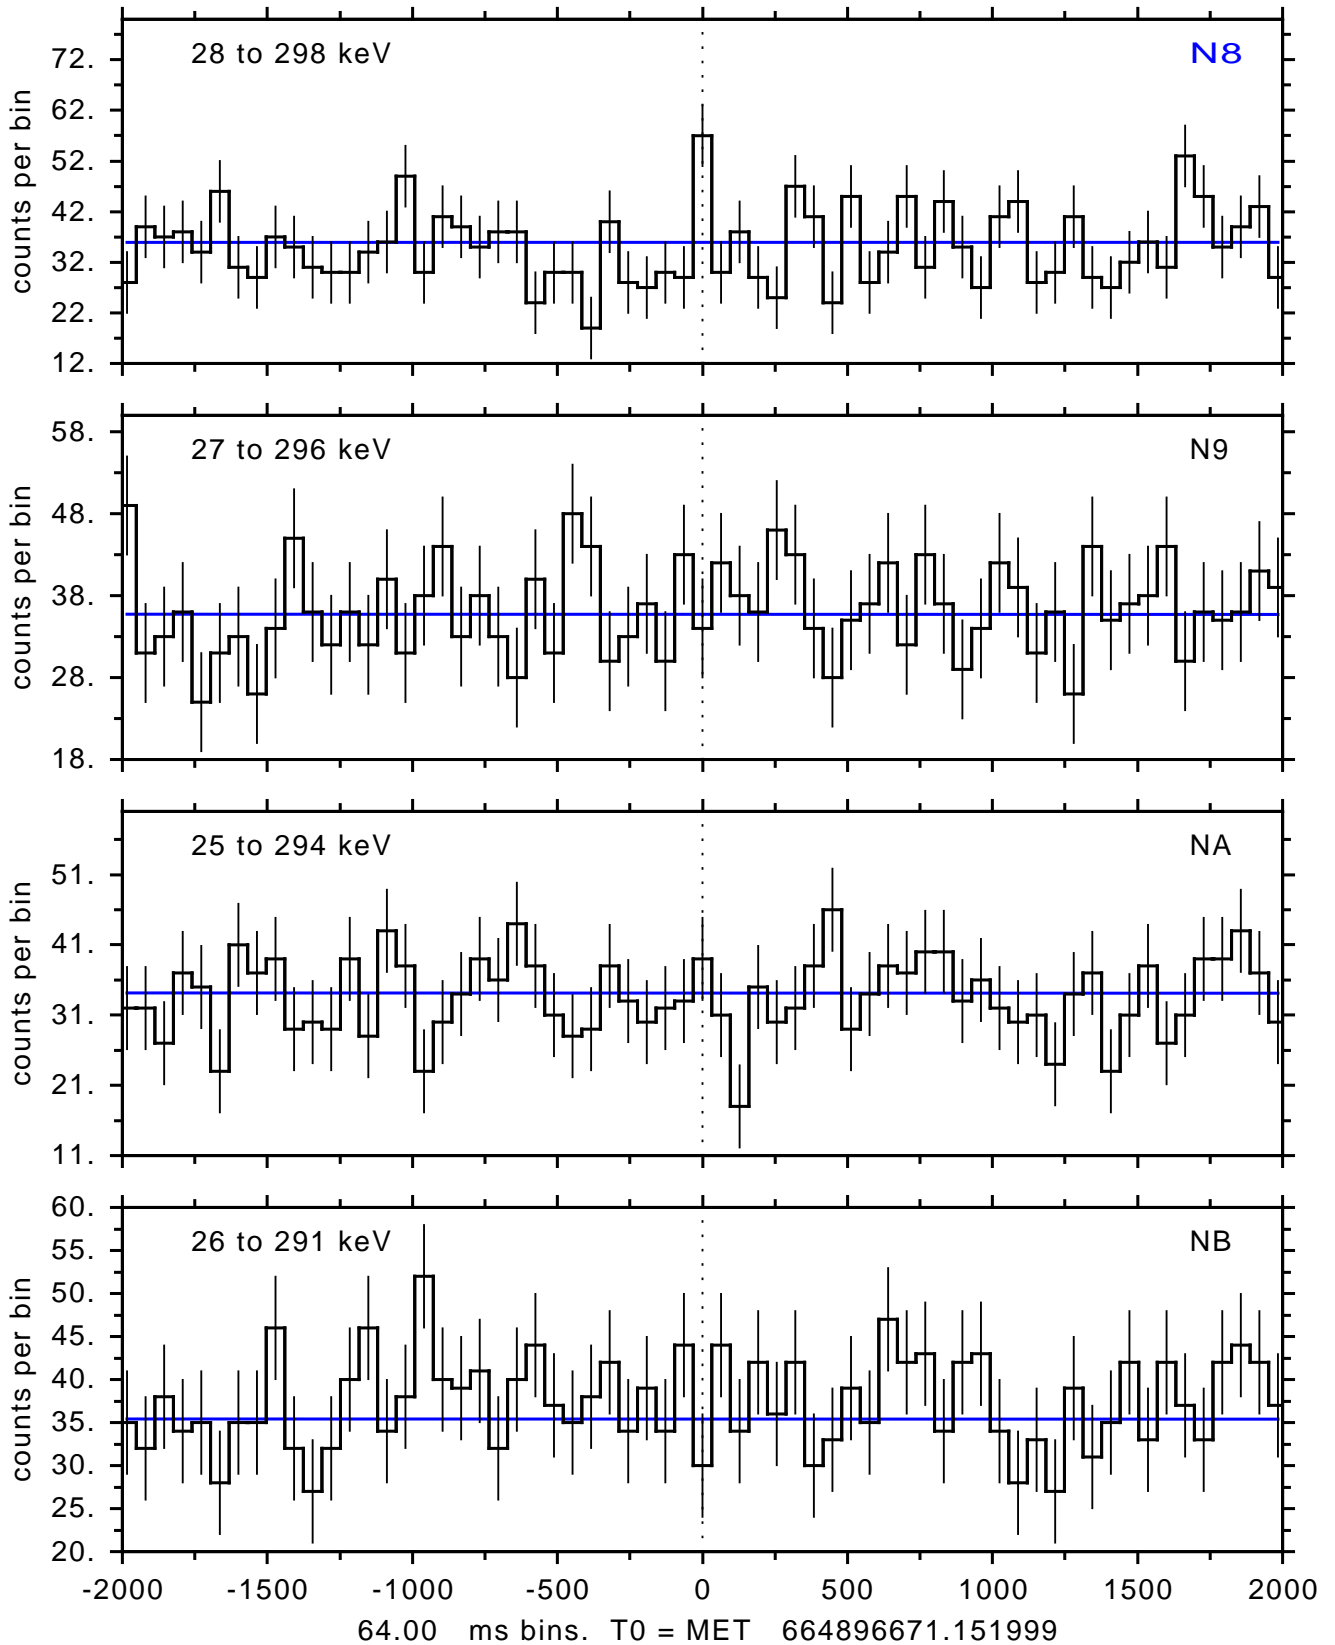 28 to 298 keV N8
72.
62.
52.
42.
32.
22.
12.
counts per bin
27 to 296 keV N9
58.
48.
38.
28.
18.
counts per bin
25 to 294 keV NA
51.
41.
31.
21.
11.
counts per bin
26 to 291 keV NB
60.
55.
50.
45.
40.
35.
30.
25.
20.
counts per bin
-2000 -1500 -1000 -500 0 500 1000 1500 2000
64.00 ms bins. T0 = MET 664896671.151999